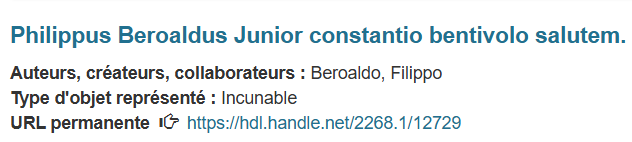 Philippus Beroaldus Junior constantio bentivolo salutem.
Auteurs, créateurs, collaborateurs : Beroaldo, Filippo
Type d'objet représenté : Incunable
URL permanente https://hdl.handle.net/2268.1/12729